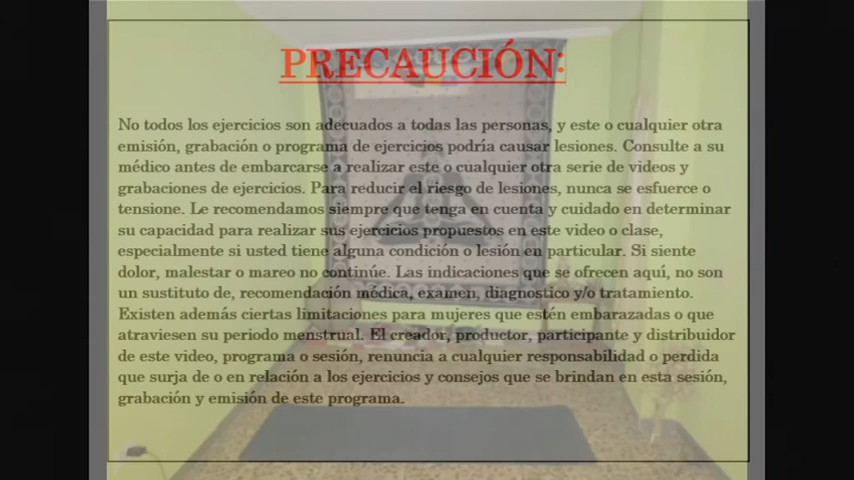 PRECAUCIÓN:
No todos los ejercicios son adecuados a todas las personas, y este o cualquier otra
emisión, grabación o programa de ejercicios podría causar lesiones. Consulte a su
médico antes de embarcarse a realizar este o cualquier otra serie de videos y
grabaciones de ejercicios. Para reducir el riesgo de lesiones, nunca se esfuerce o
tensione. Le recomendamos siempre que tenga en cuenta y cuidado en determinar
su capacidad para realizar sus ejercicios propuestos en este video o clase,
especialmente si usted tiene alguna condición o lesión en particular. Si siente
dolor, malestar o mareo no continúe. Las indicaciones que se ofrecen aquí, no son
un sustituto de, recomendación médica, examen, diagnostico y/o tratamiento.
Existen además ciertas limitaciones para mujeres que estén embarazadas o que
atraviesen su periodo menstrual. El creador, productor, participante y distribuidor
de este video, programa o sesión, renuncia a cualquier responsabilidad o perdida
que surja de o en relación a los ejercicios y consejos que se brindan en esta sesión,
grabación y emisión de este programa.